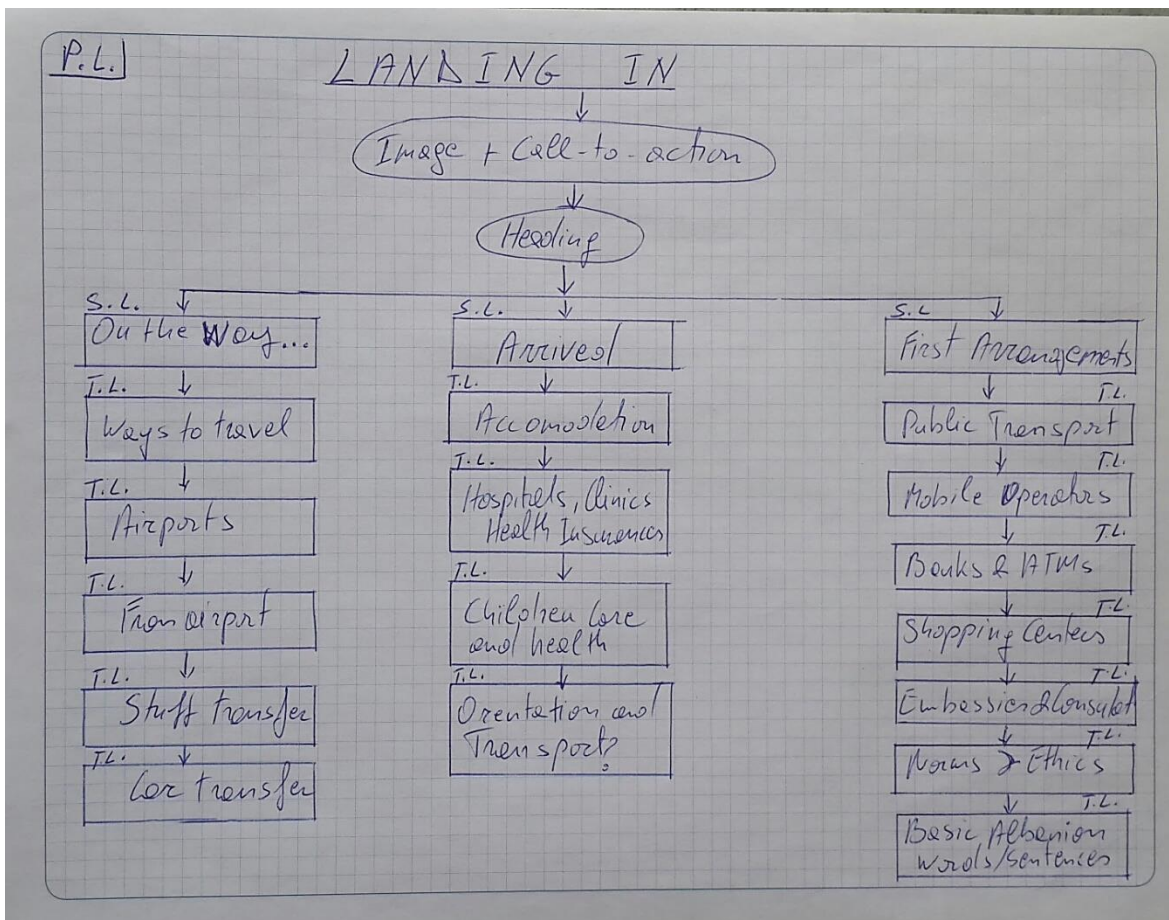 P.L.
LANDING IN
Image + Call-to-action
Heading
S.L.
On the Way...
T.L.
Ways to travel
T.L.
Airports
T.L.
From airport
T.L.
Stuff transfer
T.L.
Car transfer
S.L.
Arrived
T.L.
Accomodation
T.L.
Hospitals, Clinics
Health Insurances
T.L.
Children Care
and health
T.L.
Orentation and
Transport?
S.L
First Arrangements
T.L.
Public Transport
T.L.
Mobile Operators
T.L.
Banks & ATMs
T.L.
Shopping Centers
T.L.
Embassies & Consulat
T.L.
Norms & Ethics
T.L.
Basic Albanian
Words/Sentences